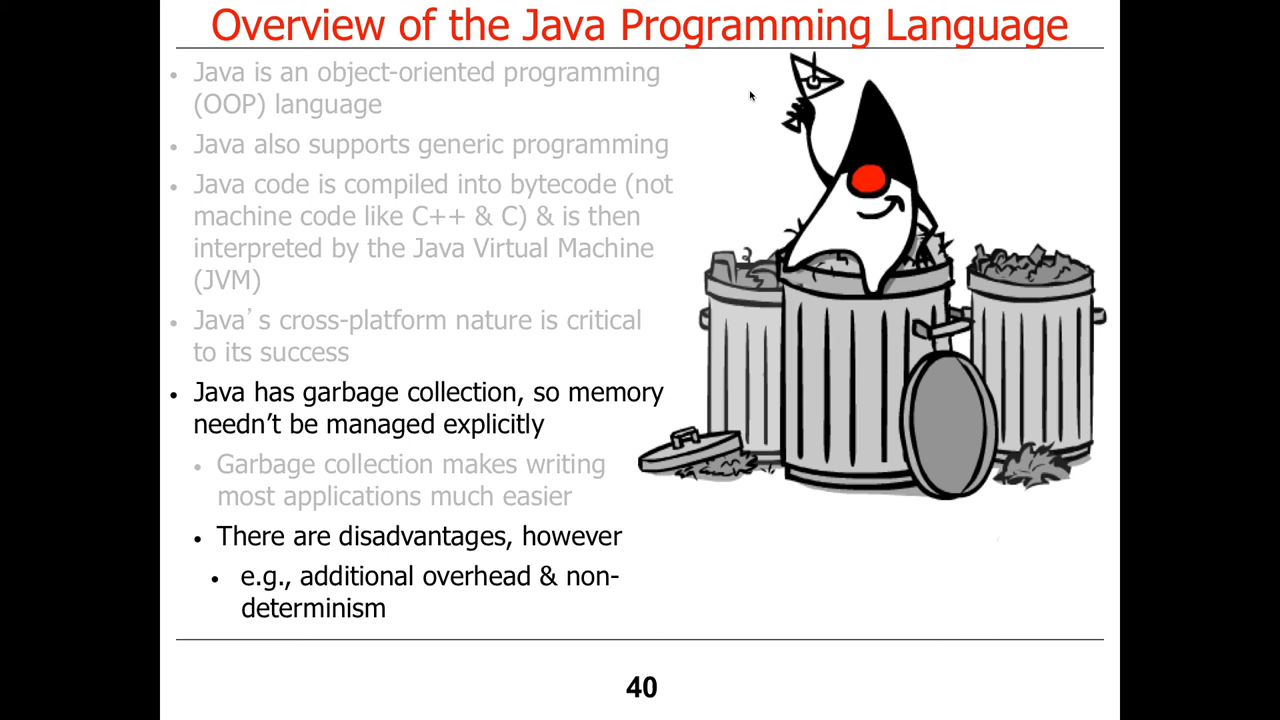 Overview of the Java Programming Language
• Java is an object-oriented programming
(OOP) language
• Java also supports generic programming
• Java code is compiled into bytecode (not
machine code like C++ & C) & is then
interpreted by the Java Virtual Machine
(JVM)
• Java’s cross-platform nature is critical
to its success
• Java has garbage collection, so memory
needn’t be managed explicitly
• Garbage collection makes writing
most applications much easier
• There are disadvantages, however
• e.g., additional overhead & non-
determinism
40